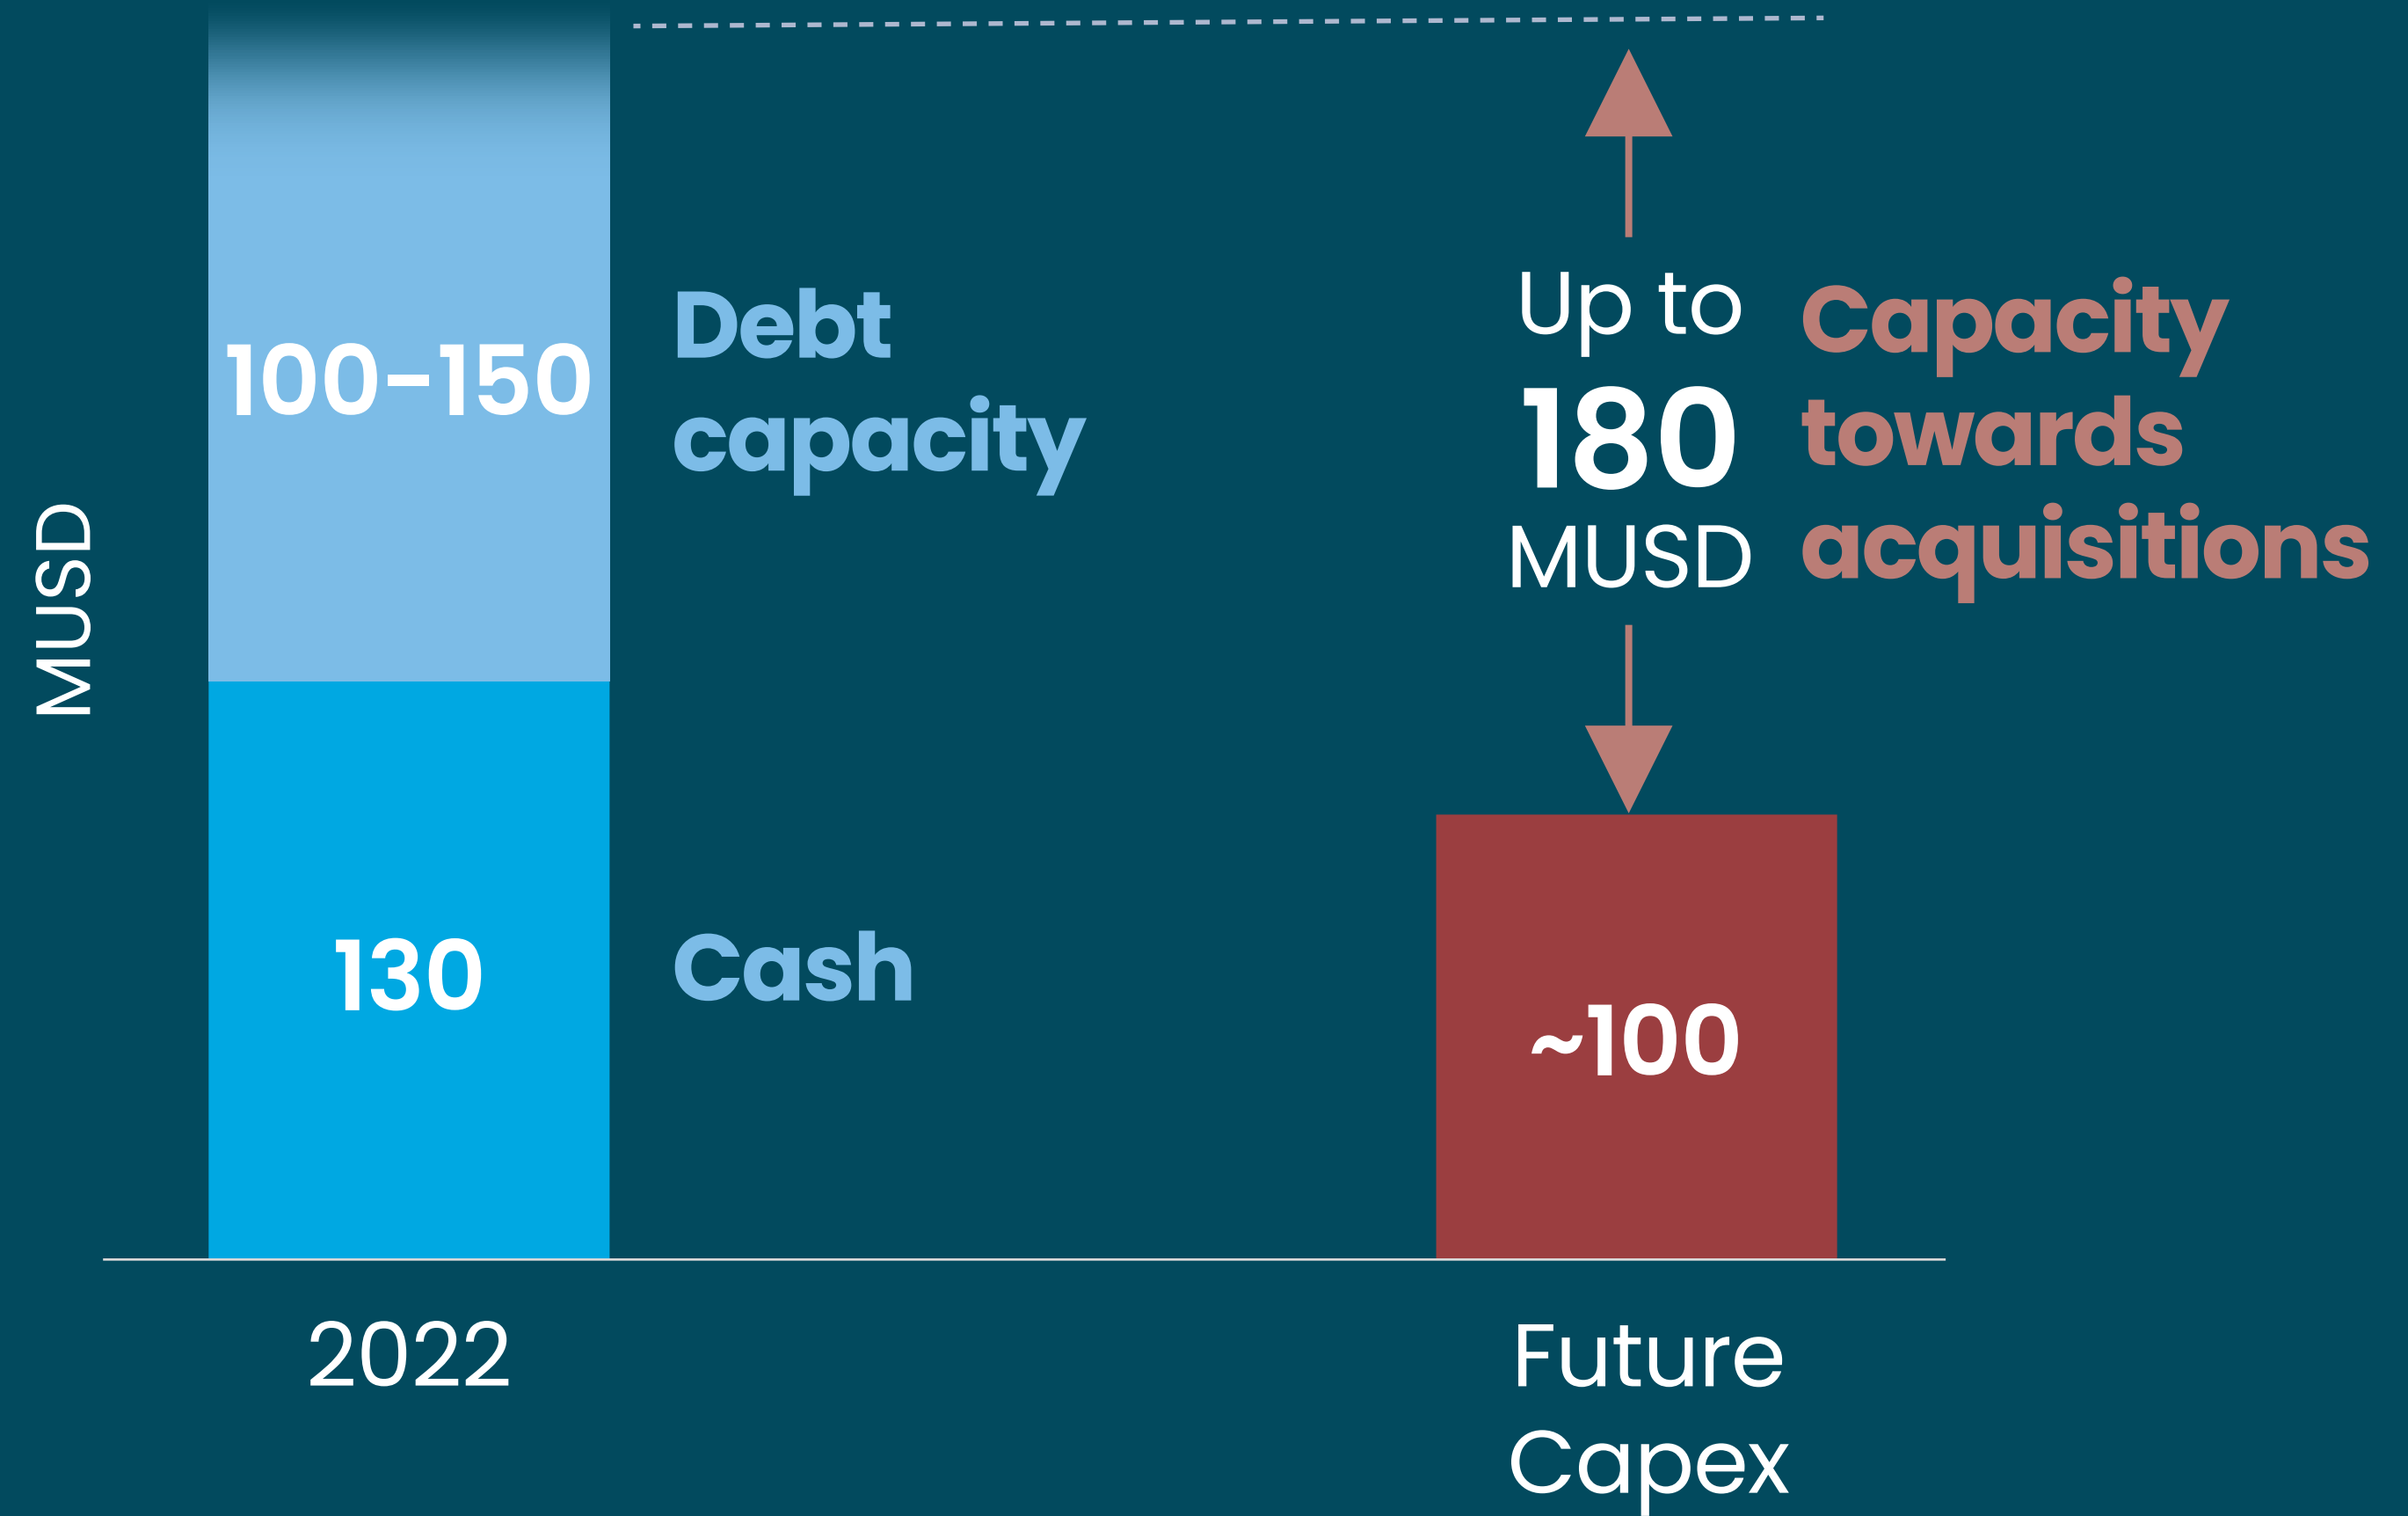 MUSD
100-150
Debt
capacity
Up to
180
MUSD
Capacity
towards
acquisitions
130
Cash
~100
2022
Future
Capex